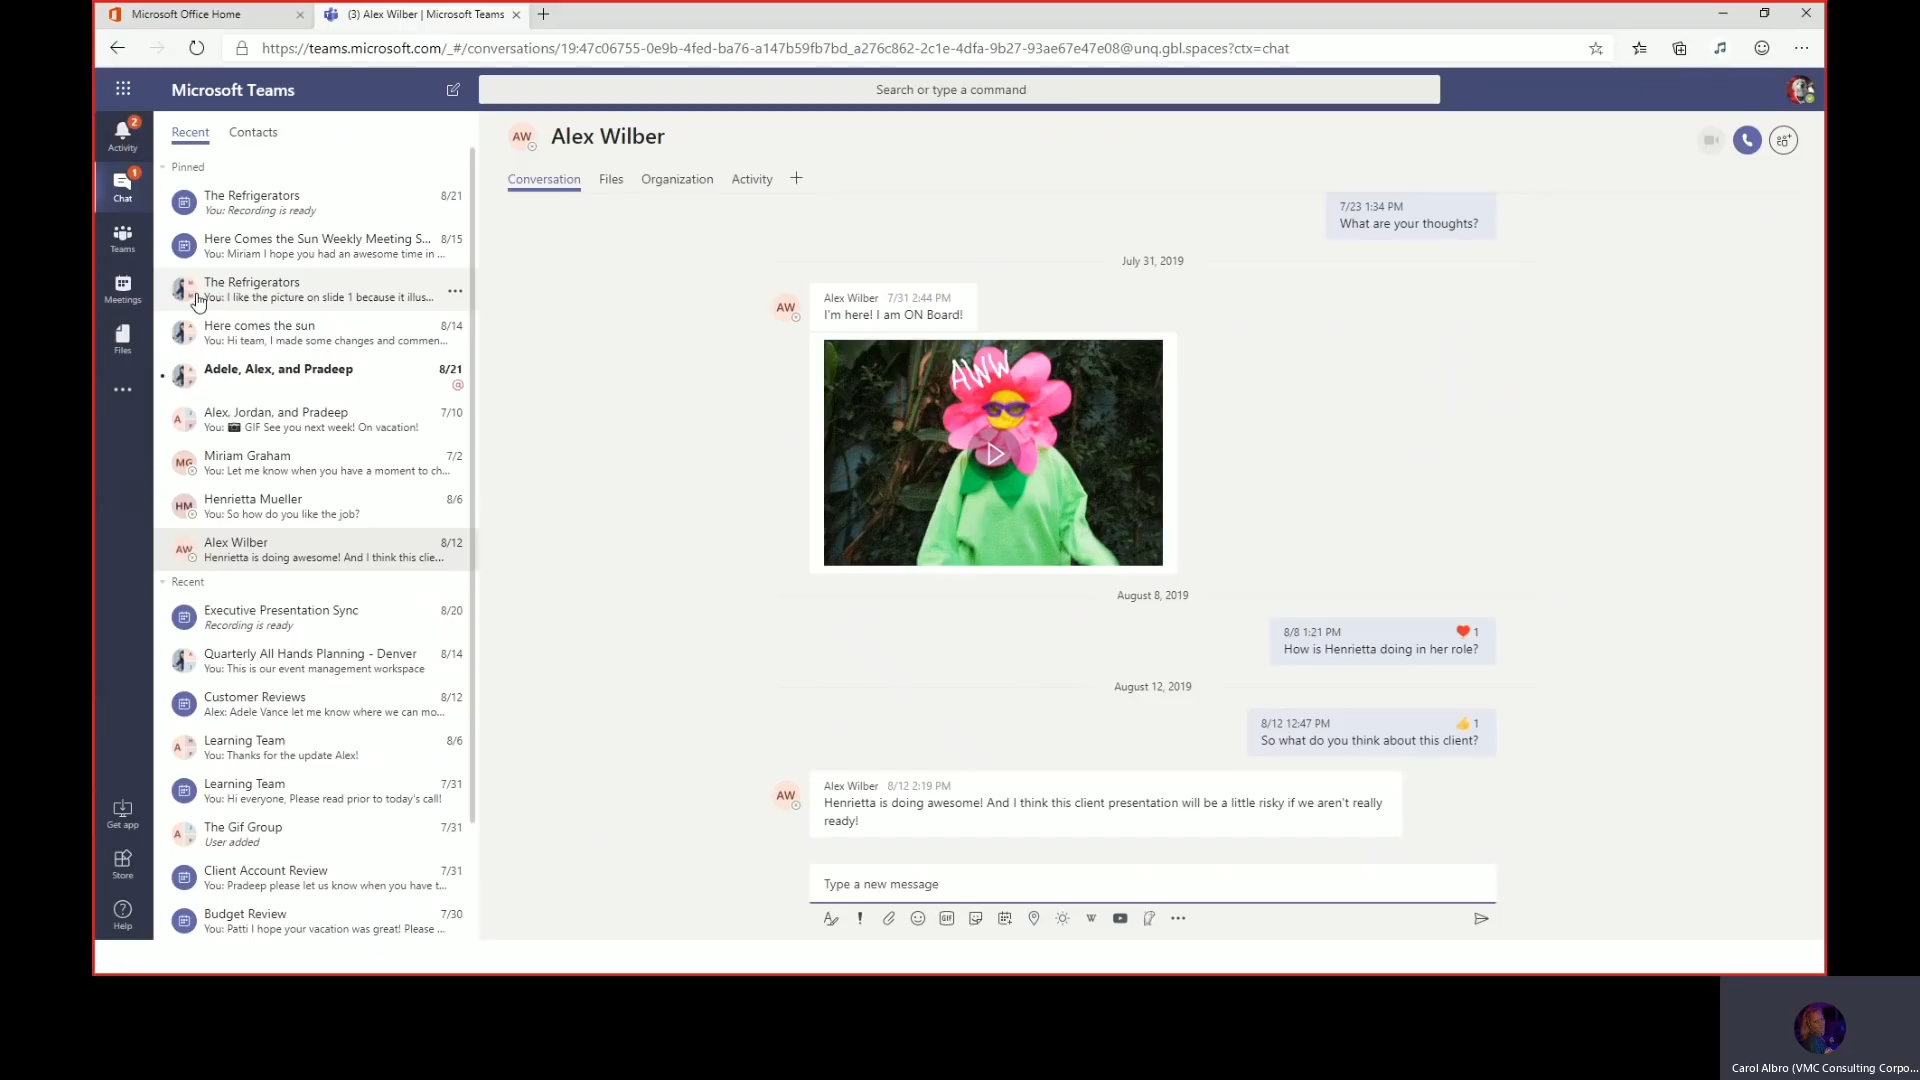 Microsoft Office Home
(3) Alex Wilber | Microsoft Teams
https://teams.microsoft.com/_#/conversations/19:47c06755-0e9b-4fed-ba76-a147b59fb7bd_a276c862-2c1e-4dfa-9b27-93ae67e47e08@unq.gbl.spaces?ctx=chat
Microsoft Teams
Search or type a command
2
Activity
1
Chat
Teams
Meetings
Files
Get app
Store
Help
Recent
Contacts
Pinned
The Refrigerators
8/21
You: Recording is ready
Here Comes the Sun Weekly Meeting S...
8/15
You: Miriam I hope you had an awesome time in ...
The Refrigerators
You: I like the picture on slide 1 because it illus...
Here comes the sun
8/14
You: Hi team, I made some changes and commen...
Adele, Alex, and Pradeep
8/21
Alex, Jordan, and Pradeep
7/10
You: GIF See you next week! On vacation!
MG
Miriam Graham
7/2
You: Let me know when you have a moment to ch...
HM
Henrietta Mueller
8/6
You: So how do you like the job?
AW
Alex Wilber
8/12
Henrietta is doing awesome! And I think this clie...
Recent
Executive Presentation Sync
8/20
Recording is ready
Quarterly All Hands Planning - Denver
8/14
You: This is our event management workspace
Customer Reviews
8/12
Alex: Adele Vance let me know where we can mo...
Learning Team
8/6
You: Thanks for the update Alex!
Learning Team
7/31
You: Hi everyone, Please read prior to today's call!
The Gif Group
7/31
User added
Client Account Review
7/31
You: Pradeep please let us know when you have t...
Budget Review
7/30
You: Patti I hope your vacation was great! Please ...
AW
Alex Wilber
Conversation
Files
Organization
Activity
7/23 1:34 PM
What are your thoughts?
July 31, 2019
AW
Alex Wilber 7/31 2:44 PM
I'm here! I am ON Board!
AWW
August 8, 2019
8/8 1:21 PM
1
How is Henrietta doing in her role?
August 12, 2019
8/12 12:47 PM
1
So what do you think about this client?
AW
Alex Wilber 8/12 2:19 PM
Henrietta is doing awesome! And I think this client presentation will be a little risky if we aren't really
ready!
Type a new message
GIF
W
Carol Albro (VMC Consulting Corpo...